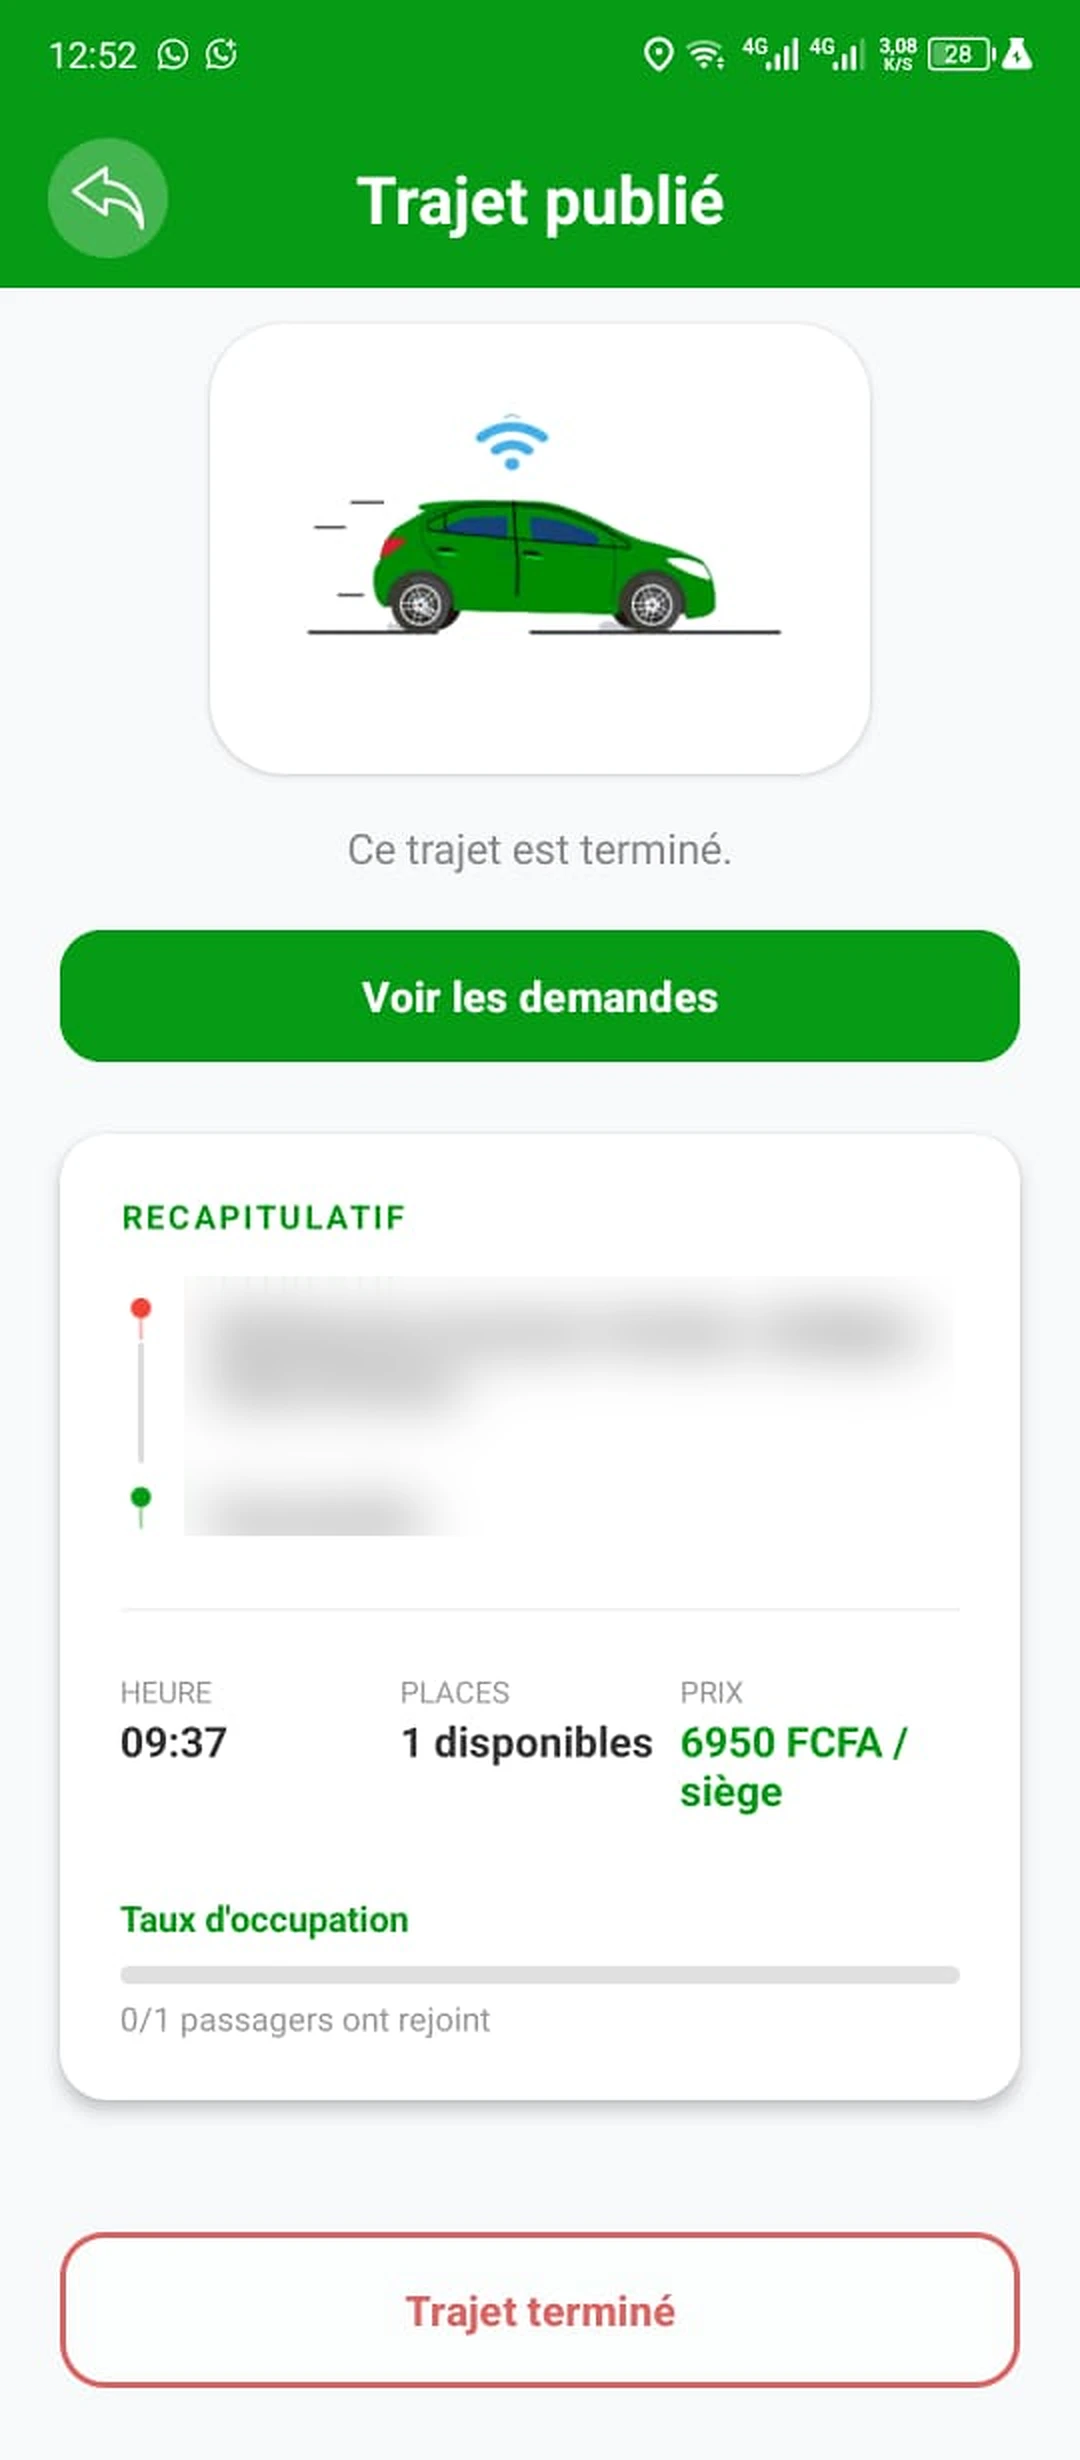 12:52 4G 4G 3,08 K/S 28
Trajet publié
Ce trajet est terminé.
Voir les demandes
RECAPITULATIF
HEURE PLACES PRIX
09:37 1 disponibles 6950 FCFA /
siège
Taux d'occupation
0/1 passagers ont rejoint
Trajet terminé